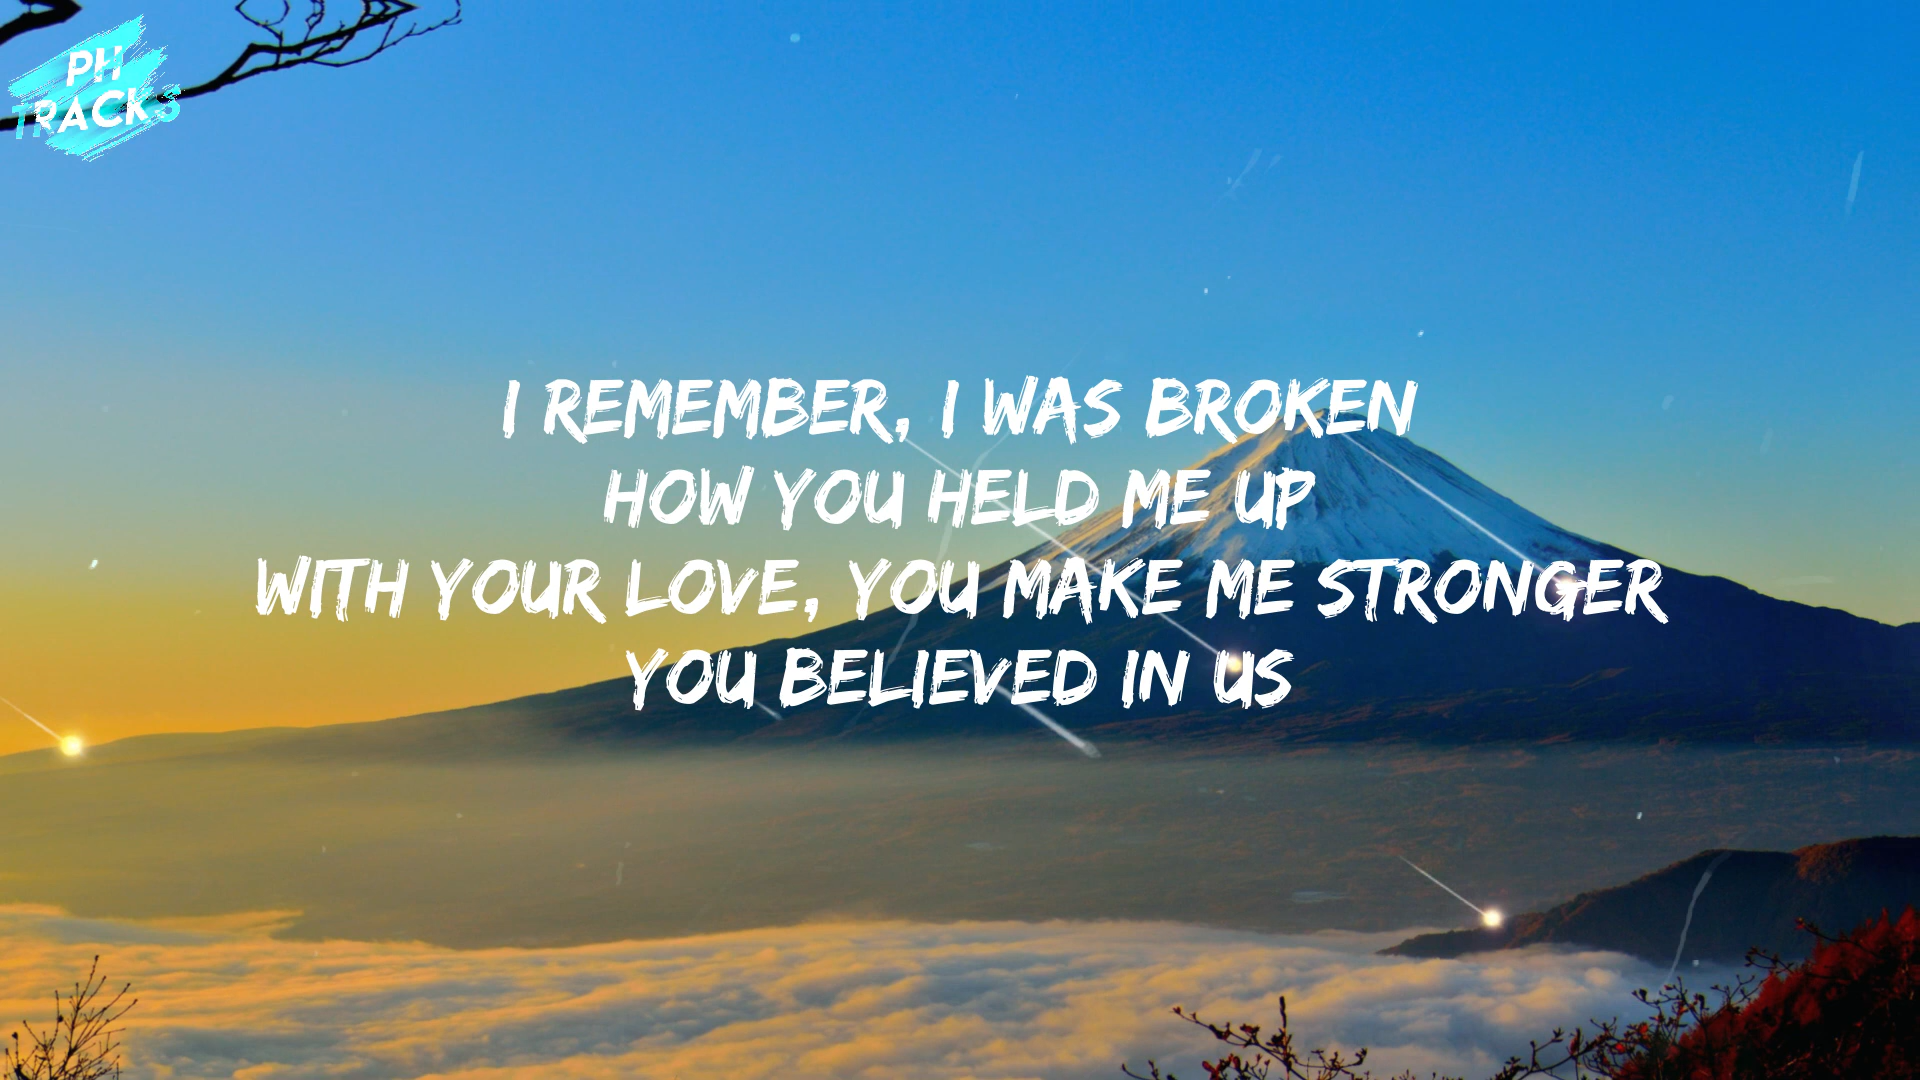 PH
TRACKS
I REMEMBER, I WAS BROKEN
HOW YOU HELD ME UP
WITH YOUR LOVE, YOU MAKE ME STRONGER
YOU BELIEVED IN US